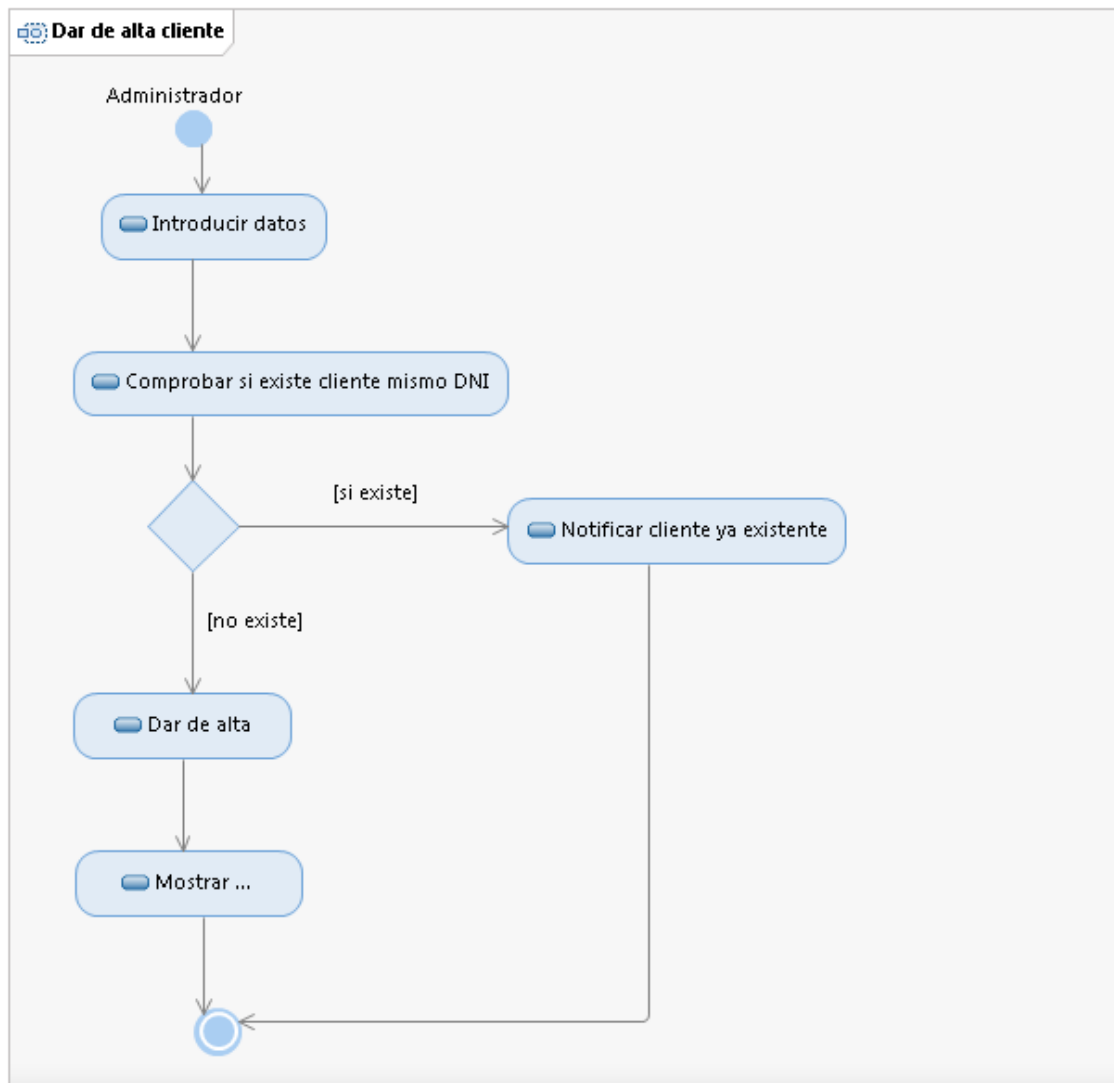 Dar de alta cliente
Administrador
Introducir datos
Comprobar si existe cliente mismo DNI
[si existe]
Notificar cliente ya existente
[no existe]
Dar de alta
Mostrar ...